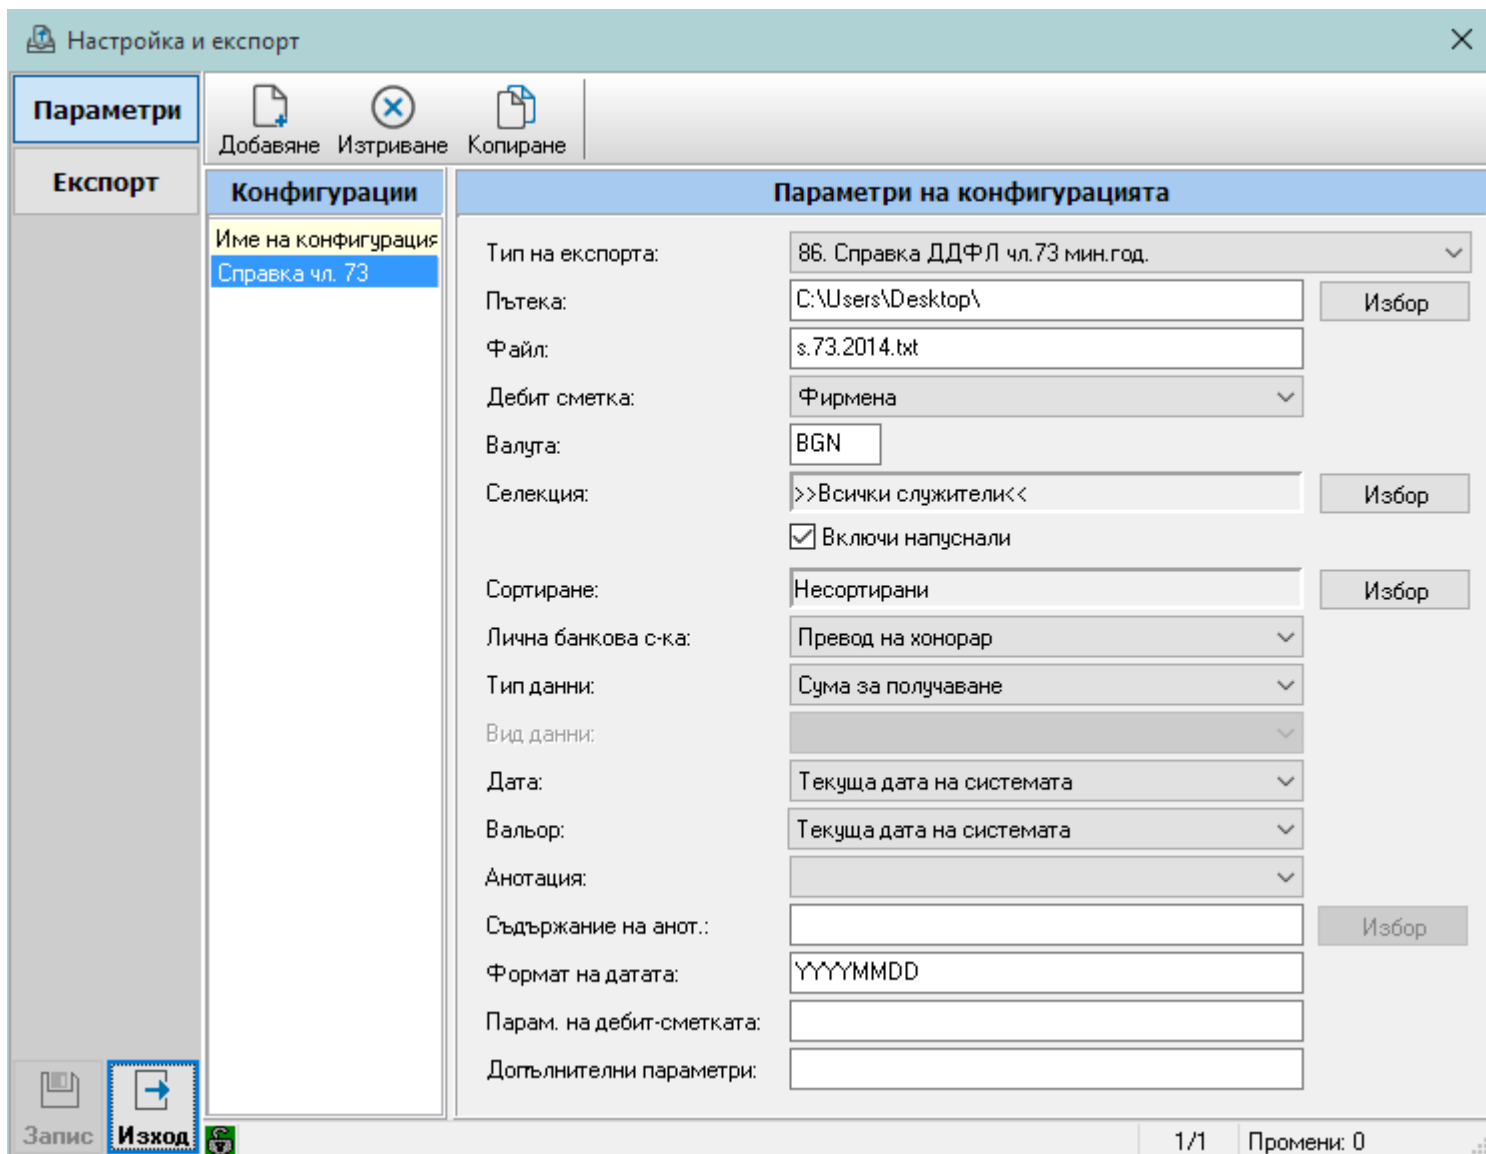 Настройка и експорт
Параметри
Експорт
Добавяне Изтриване Копиране
Конфигурации
Име на конфигурация
Справка чл. 73
Параметри на конфигурацията
Тип на експорта: 86. Справка ДДФЛ чл.73 мин.год.
Пътека: C:\Users\Desktop\ Избор
Файл: s.73.2014.txt
Дебит сметка: Фирмена
Валута: BGN
Селекция: >>Всички служители<< Избор
Включи напуснали
Сортиране: Несортирани Избор
Лична банкова с-ка: Превод на хонорар
Тип данни: Сума за получаване
Вид данни:
Дата: Текуща дата на системата
Вальор: Текуща дата на системата
Анотация:
Съдържание на анот.: Избор
Формат на датата: YYYYMMDD
Парам. на дебит-сметката:
Допълнителни параметри:
Запис Изход
1/1 Промени: 0